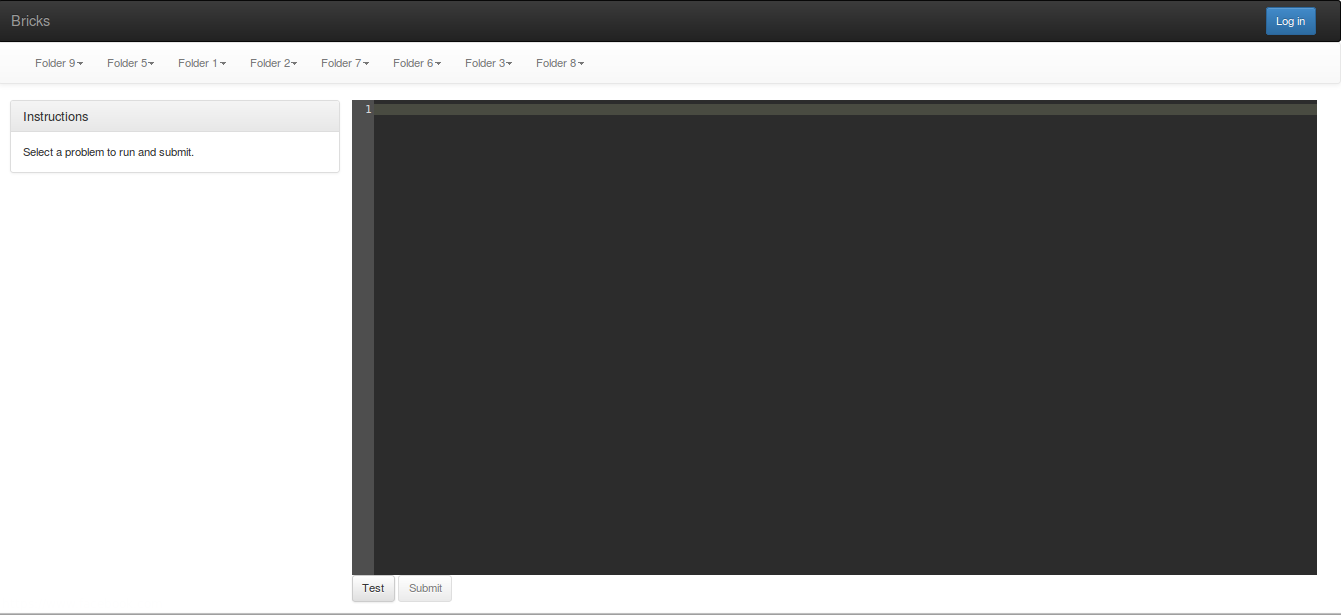 Bricks Log in
Folder 9 Folder 5 Folder 1 Folder 2 Folder 7 Folder 6 Folder 3 Folder 8
Instructions
Select a problem to run and submit.
1
Test Submit